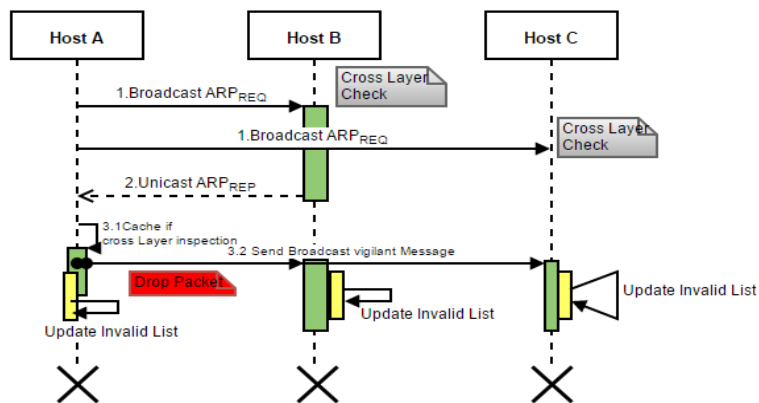 Host A
Host B
Host C
Cross Layer
Check
1.Broadcast ARPREQ
1.Broadcast ARPREQ
Cross Layer
Check
2.Unicast ARPREP
3.1Cache if
cross Layer inspection
3.2 Send Broadcast vigilant Message
Drop Packet
Update Invalid List
Update Invalid List
Update Invalid List